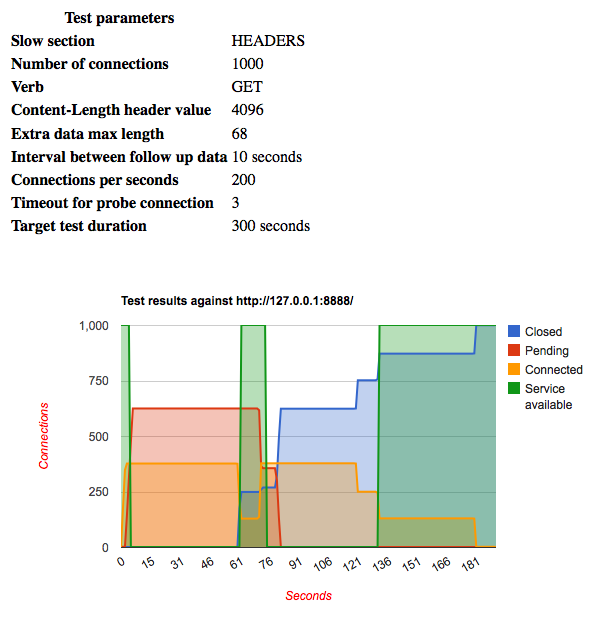 Test parameters
Slow section HEADERS
Number of connections 1000
Verb GET
Content-Length header value 4096
Extra data max length 68
Interval between follow up data 10 seconds
Connections per seconds 200
Timeout for probe connection 3
Target test duration 300 seconds
Test results against http://127.0.0.1:8888/
1,000
750
500
250
0
Connections
0 15 31 46 61 76 91 106 121 136 151 166 181
Seconds
Closed
Pending
Connected
Service
available